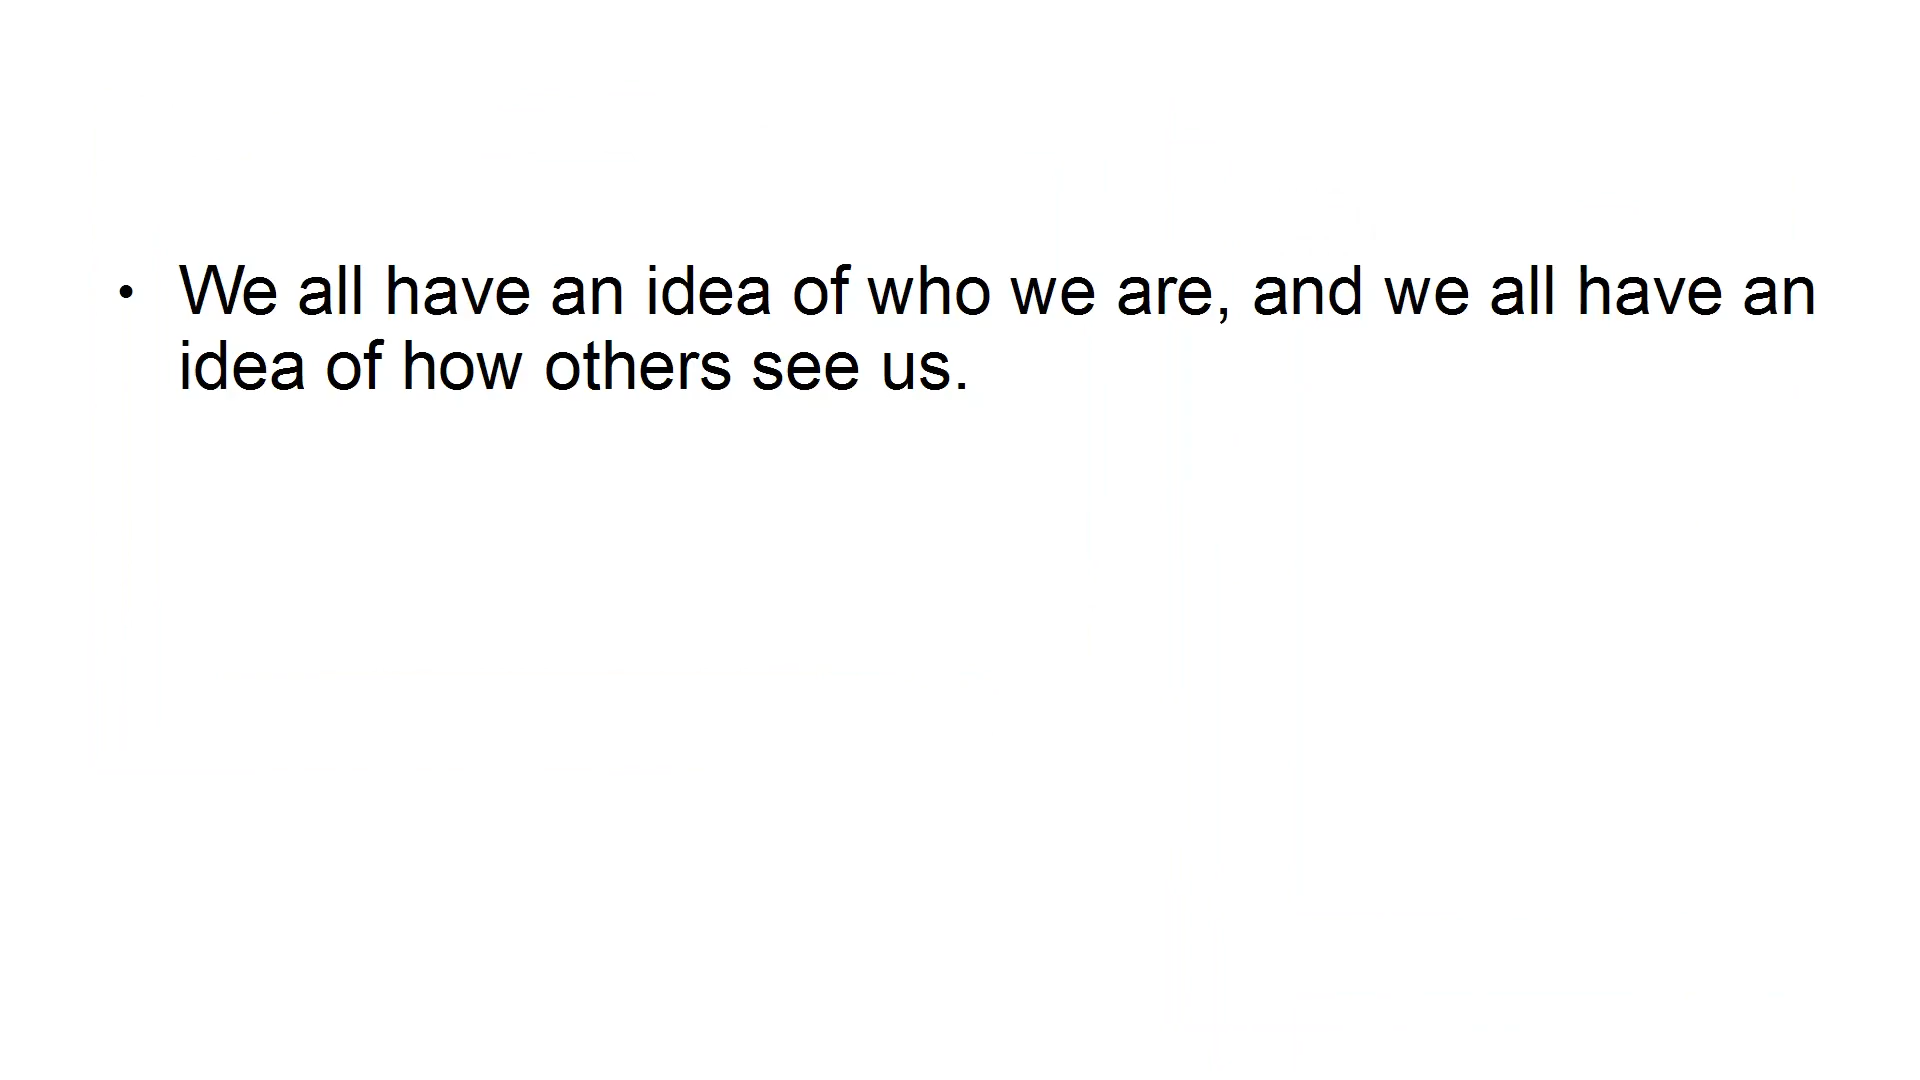 • We all have an idea of who we are, and we all have an
idea of how others see us.